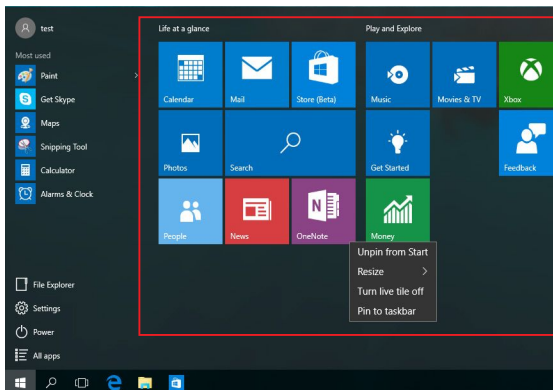 test
Most used
Paint
Get Skype
Maps
Snipping Tool
Calculator
Alarms & Clock
File Explorer
Settings
Power
All apps
Life at a glance
Calendar
Mail
Store (Beta)
Photos
Search
People
News
OneNote
Play and Explore
Music
Movies & TV
Xbox
Get Started
Feedback
Money
Unpin from Start
Resize
Turn live tile off
Pin to taskbar